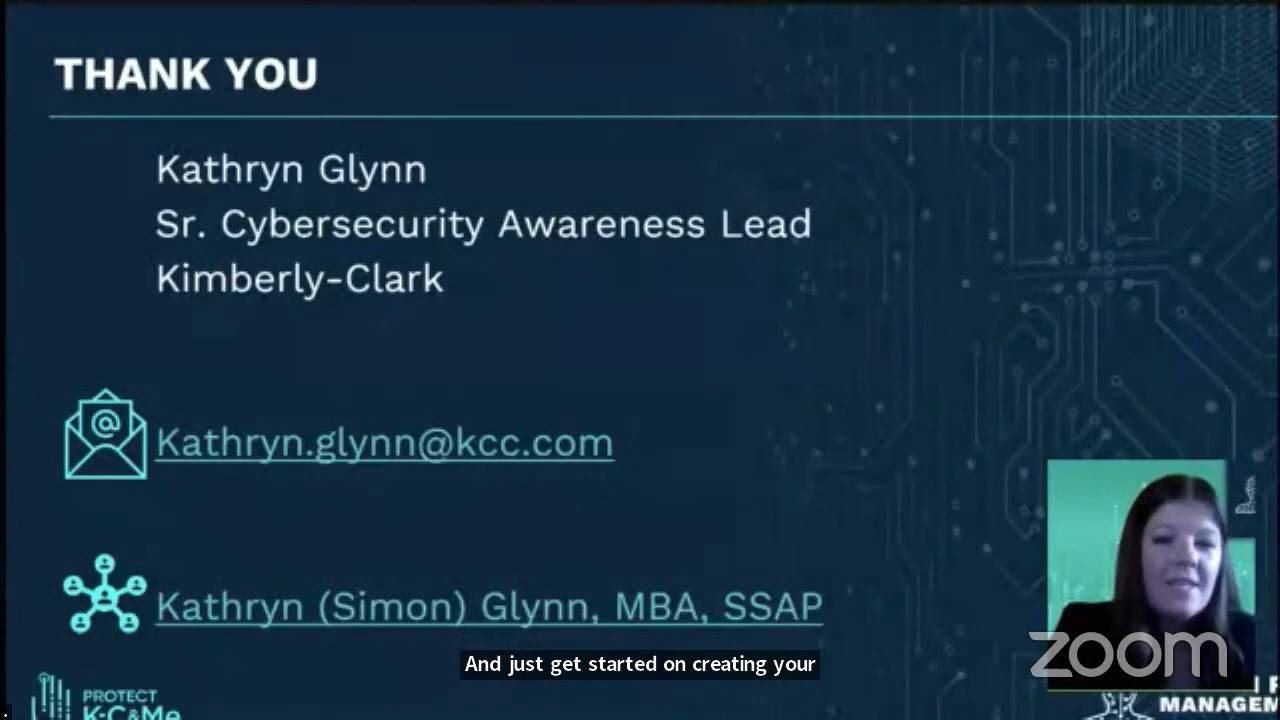 THANK YOU
Kathryn Glynn
Sr. Cybersecurity Awareness Lead
Kimberly-Clark
@
Kathryn.glynn@kcc.com
Kathryn (Simon) Glynn, MBA, SSAP
And just get started on creating your
zoom
PROTECT
K-C&Me